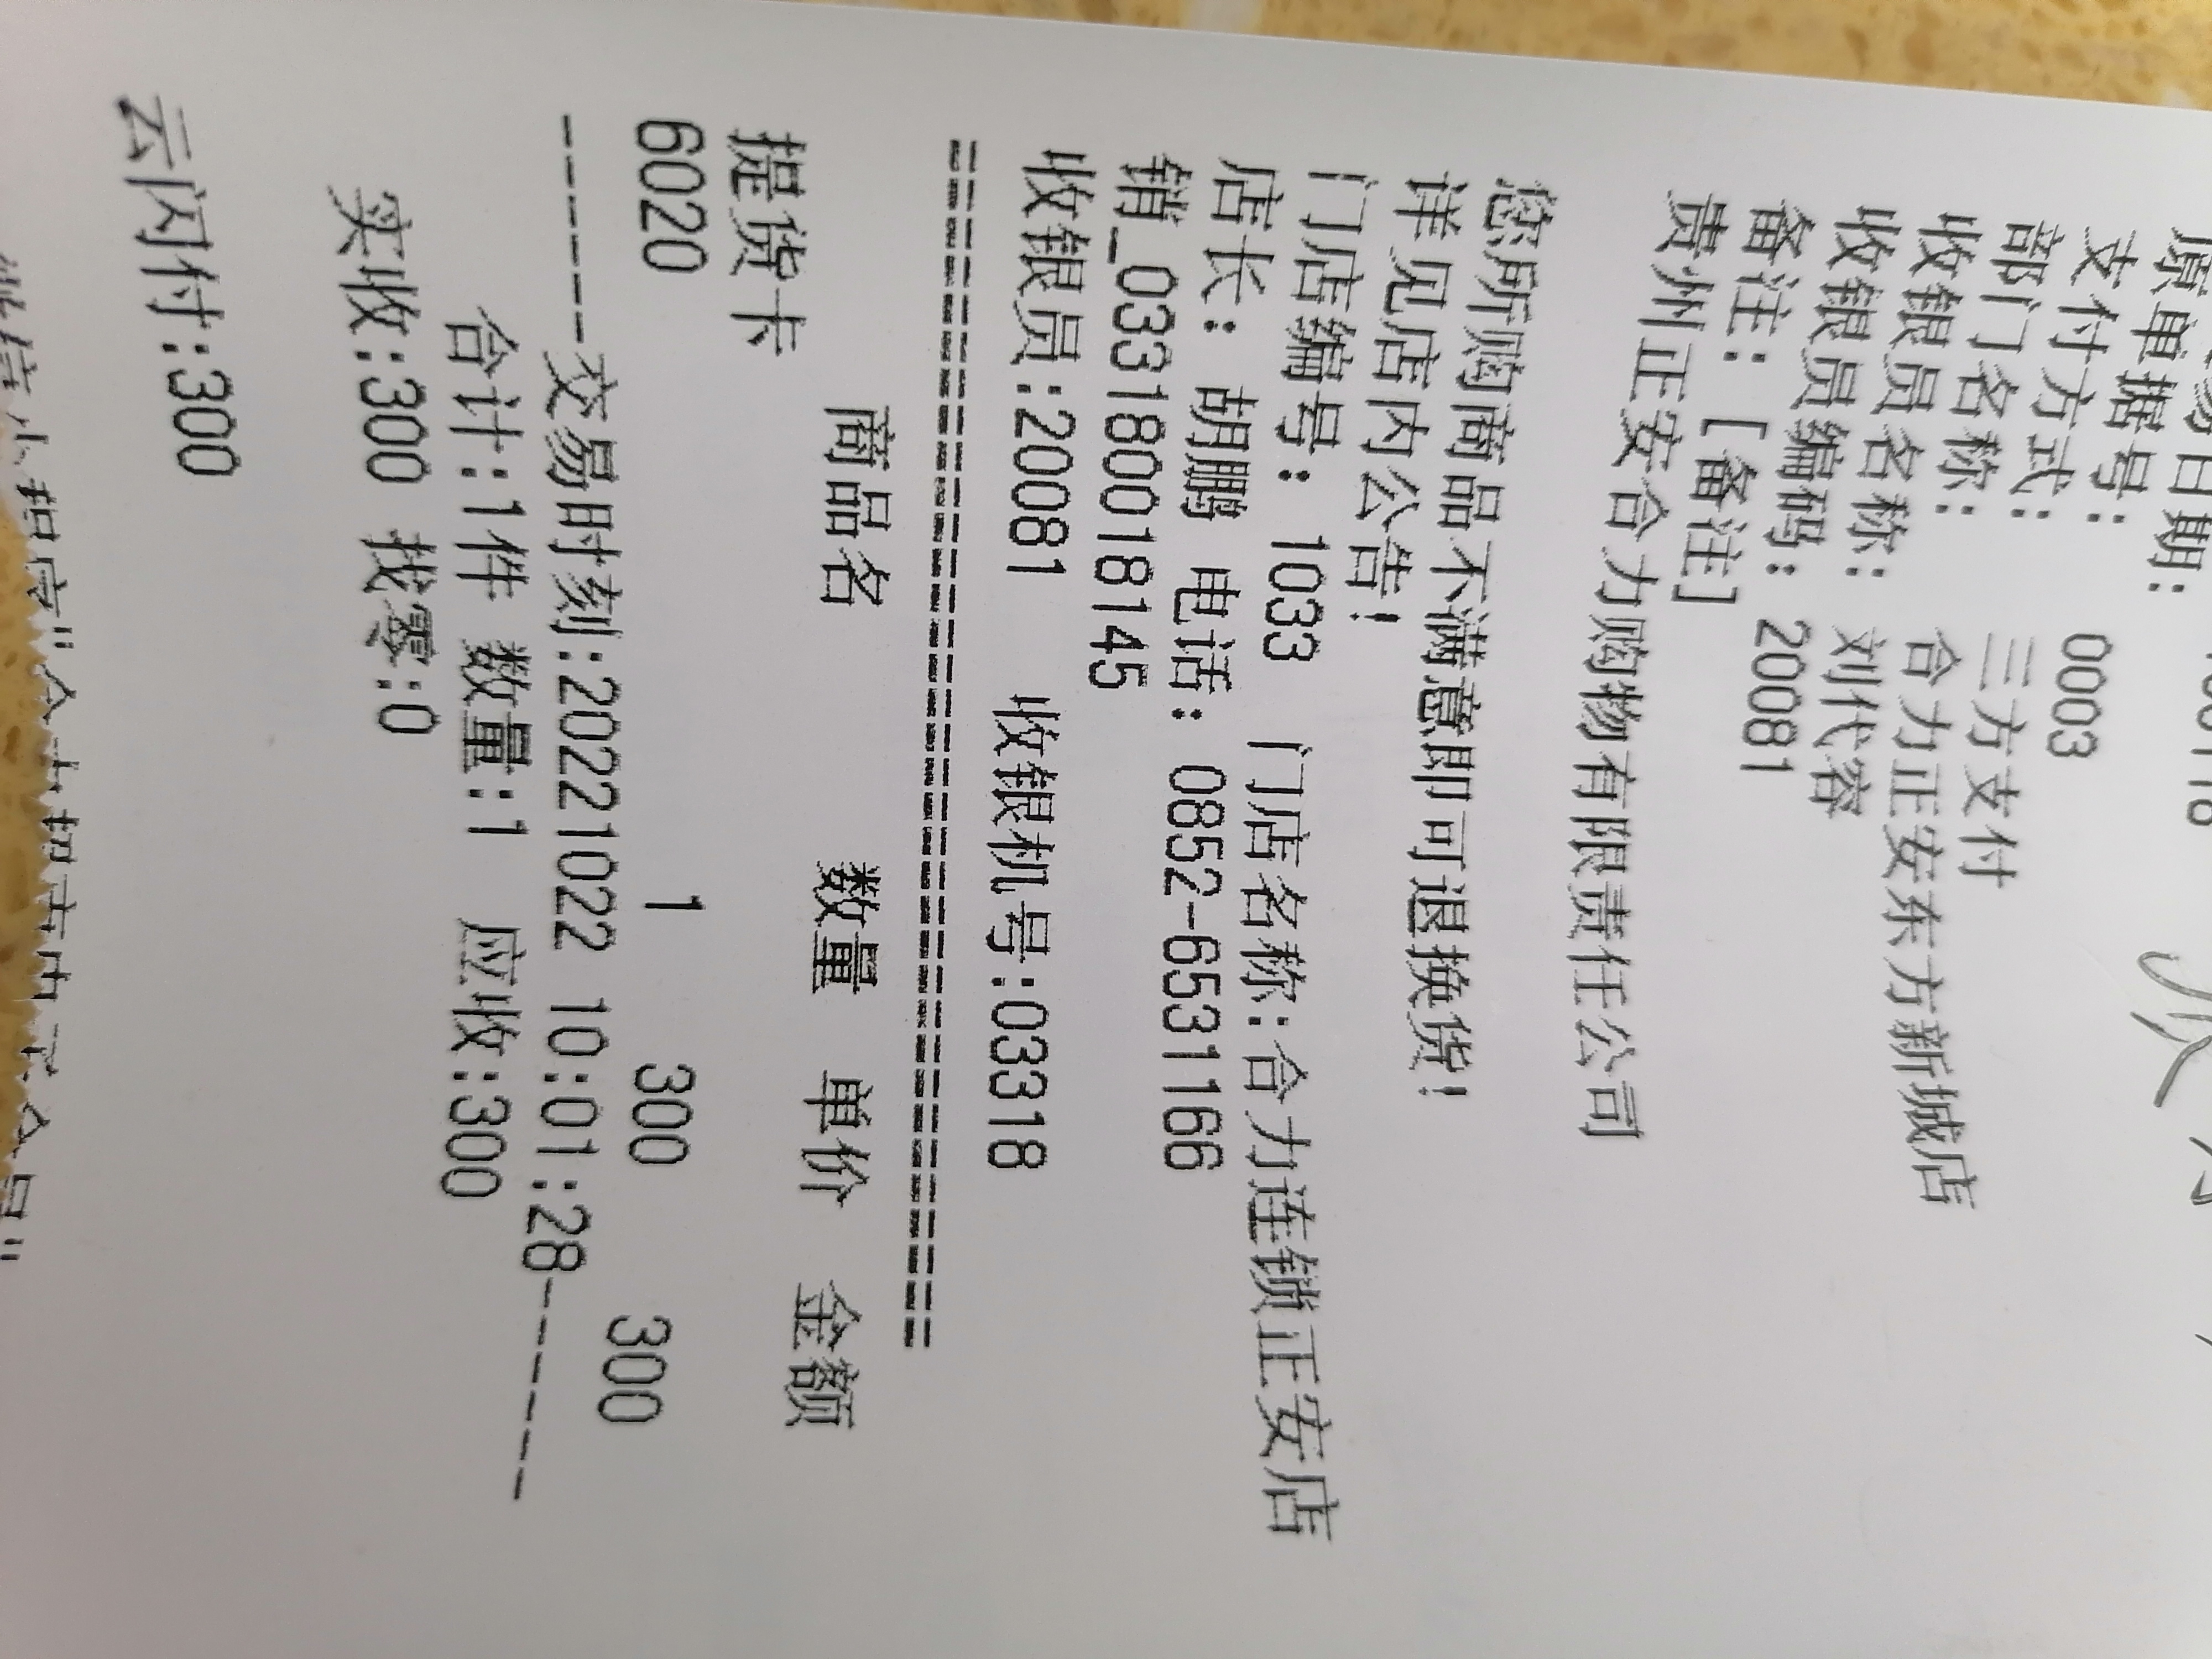 易日期:
原单据号: 0003
支付方式: 三方支付
部门名称: 合力正安东方新城店
收银员名称: 刘代容
收银员编码: 20081
备注: [备注]
贵州正安合力购物有限责任公司
您所购商品不满意即可退换货!
详见店内公告!
门店编号: 1033 门店名称:合力连锁正安店
店长: 胡鹏 电话: 0852-6531166
销_0331800018145
收银员:20081 收银机号:03318
================================
商品名 数量 单价 金额
提货卡
6020 1 300 300
------交易时刻:20221022 10:01:28------
合计:1件 数量:1 应收:300
实收:300 找零:0
云闪付:300